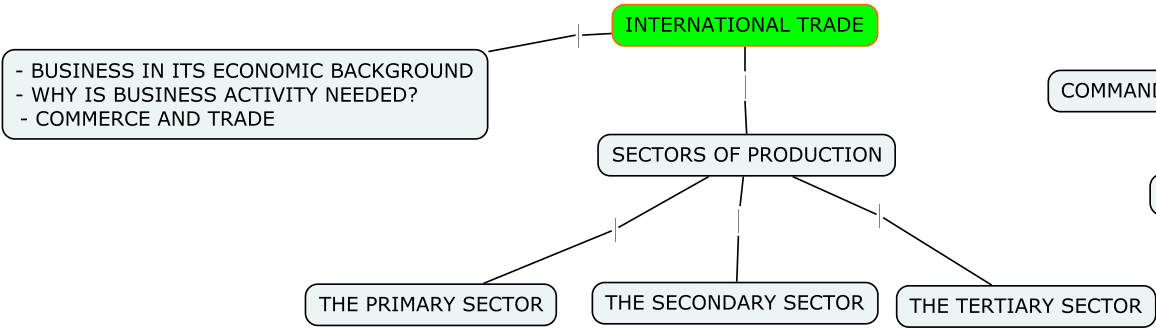 INTERNATIONAL TRADE
- BUSINESS IN ITS ECONOMIC BACKGROUND
- WHY IS BUSINESS ACTIVITY NEEDED?
- COMMERCE AND TRADE
COMMAND
SECTORS OF PRODUCTION
THE PRIMARY SECTOR
THE SECONDARY SECTOR
THE TERTIARY SECTOR